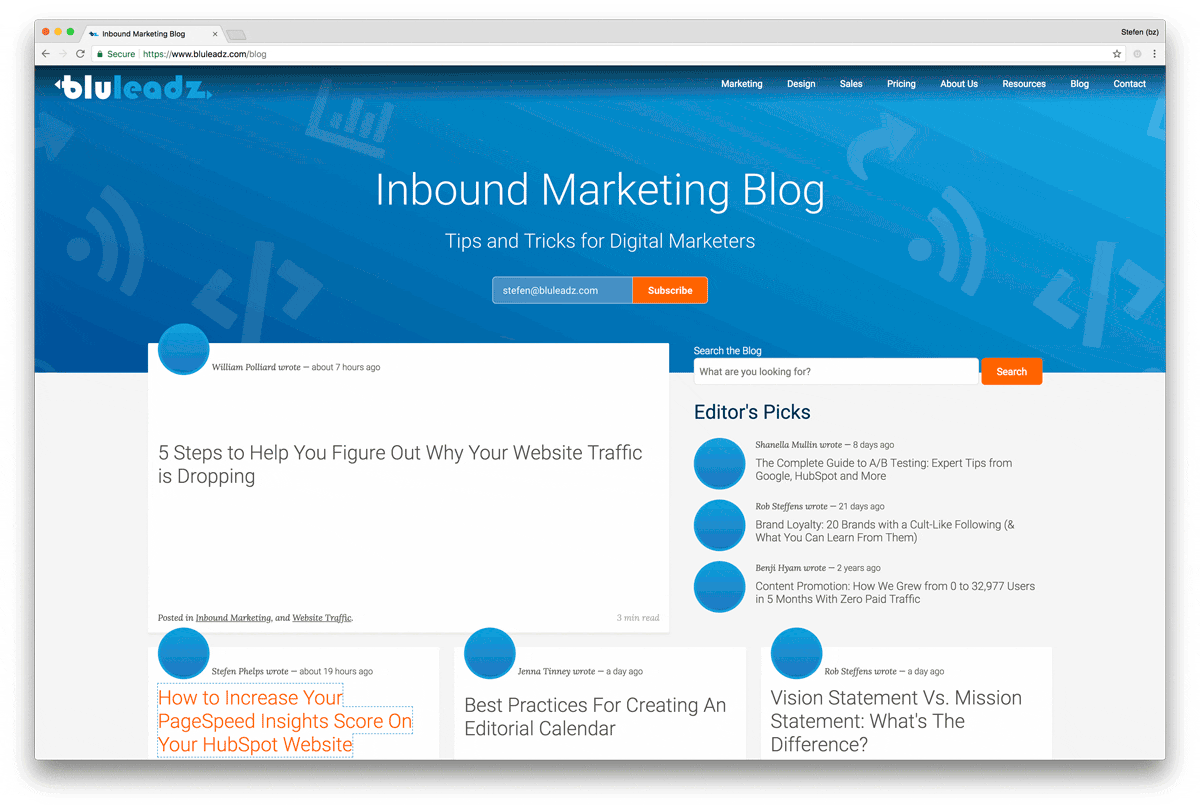 Inbound Marketing Blog
Stefen (bz)
Secure https://www.bluleadz.com/blog
bluleadz
Marketing Design Sales Pricing About Us Resources Blog Contact
Inbound Marketing Blog
Tips and Tricks for Digital Marketers
stefen@bluleadz.com Subscribe
William Polliard wrote — about 7 hours ago
5 Steps to Help You Figure Out Why Your Website Traffic
is Dropping
Posted in Inbound Marketing, and Website Traffic.
3 min read
Search the Blog
What are you looking for? Search
Editor's Picks
Shanella Mullin wrote — 8 days ago
The Complete Guide to A/B Testing: Expert Tips from
Google, HubSpot and More
Rob Steffens wrote — 21 days ago
Brand Loyalty: 20 Brands with a Cult-Like Following (&
What You Can Learn From Them)
Benji Hyam wrote — 2 years ago
Content Promotion: How We Grew from 0 to 32,977 Users
in 5 Months With Zero Paid Traffic
Stefen Phelps wrote — about 19 hours ago
How to Increase Your
PageSpeed Insights Score On
Your HubSpot Website
Jenna Tinney wrote — a day ago
Best Practices For Creating An
Editorial Calendar
Rob Steffens wrote — a day ago
Vision Statement Vs. Mission
Statement: What's The
Difference?